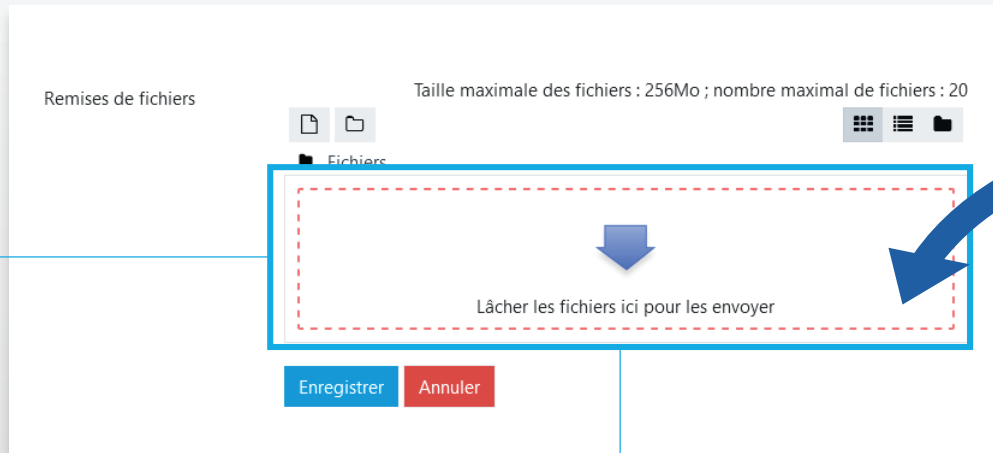 Taille maximale des fichiers : 256Mo ; nombre maximal de fichiers : 20
Remises de fichiers
Fichiers
Lâcher les fichiers ici pour les envoyer
Enregistrer
Annuler